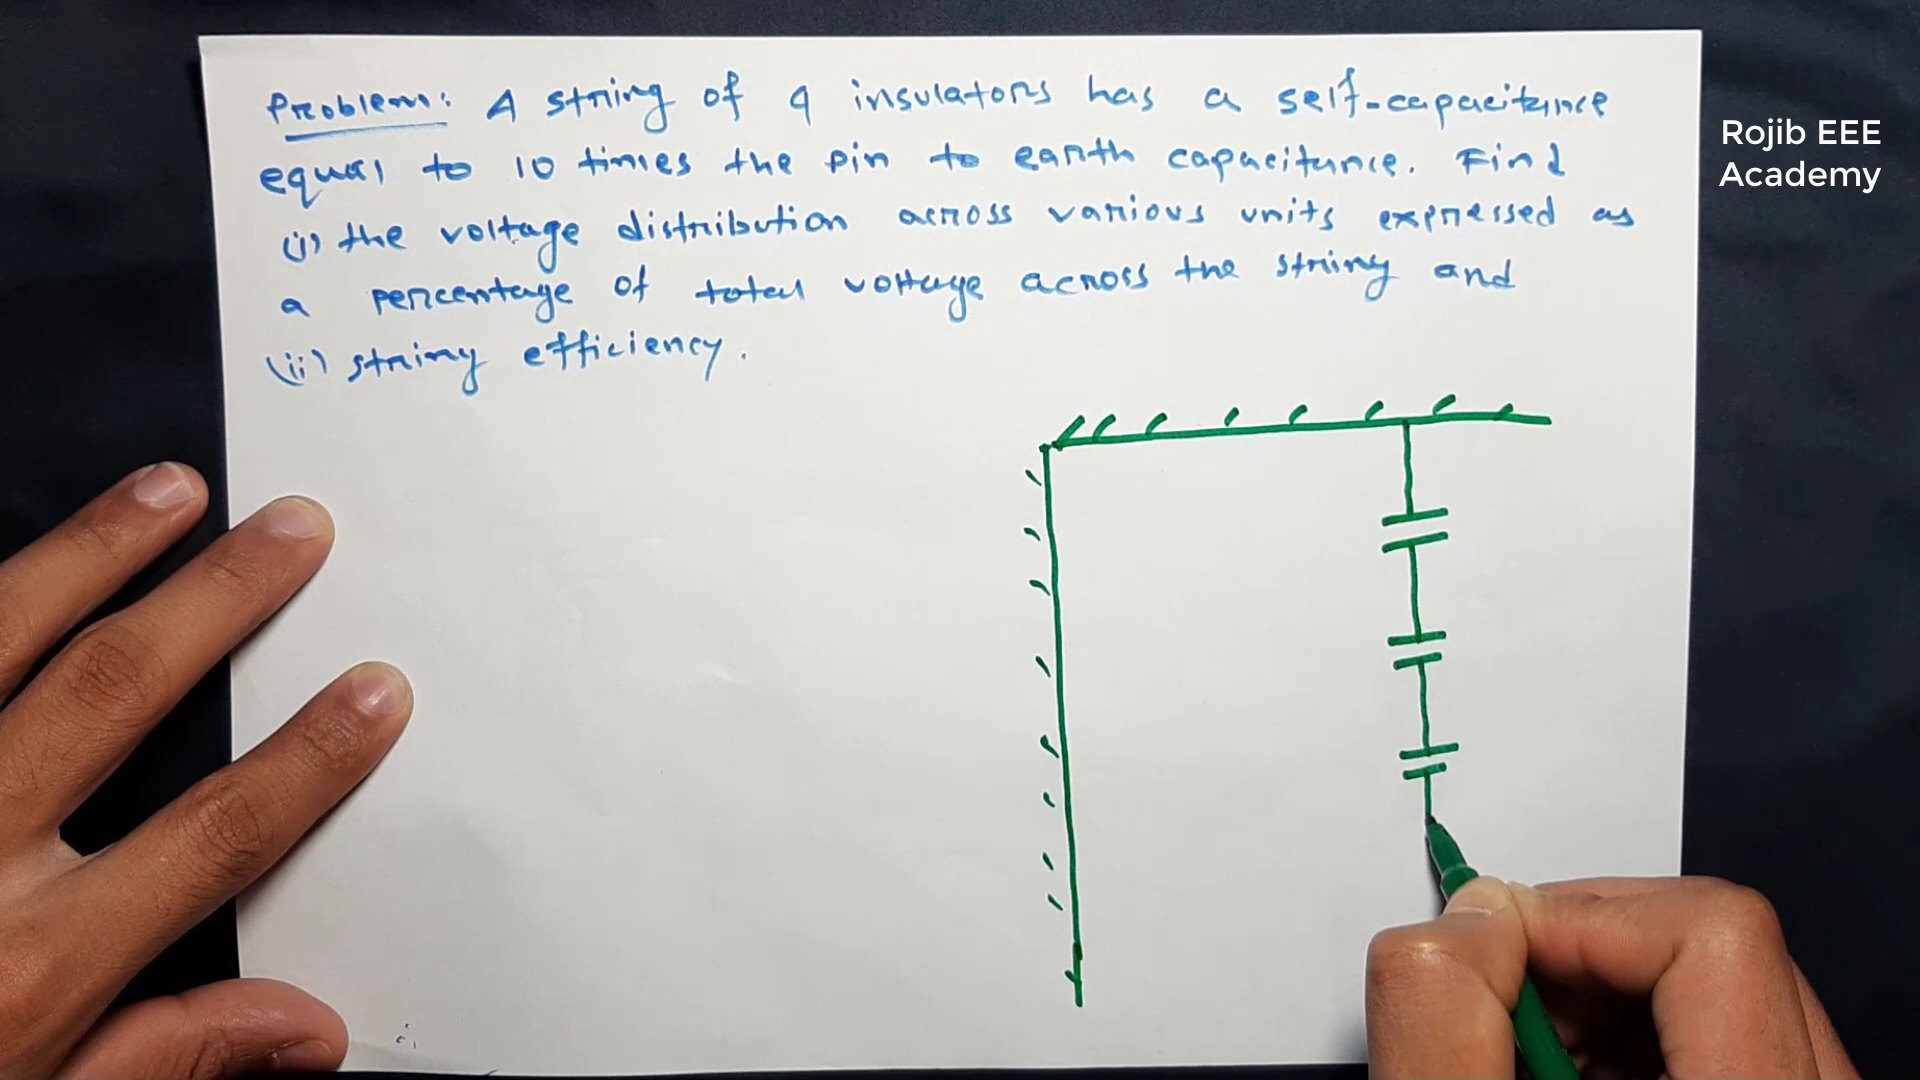 Problem: A string of 4 insulators has a self-capacitance
equal to 10 times the pin to earth capacitance. Find
(i) the voltage distribution across various units expressed as
a percentage of total voltage across the string and
(ii) string efficiency.
Rojib EEE
Academy